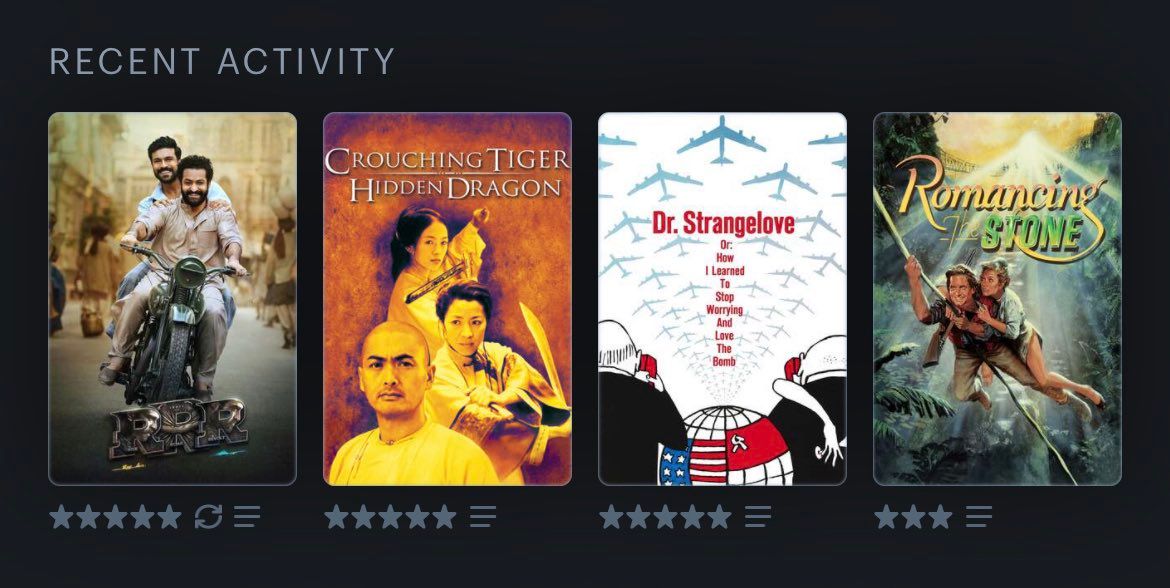 RECENT ACTIVITY
RRR
CROUCHING TIGER
HIDDEN DRAGON
Dr. Strangelove
Or:
How
I Learned
To
Stop
Worrying
And
Love
The
Bomb
Romancing
The STONE